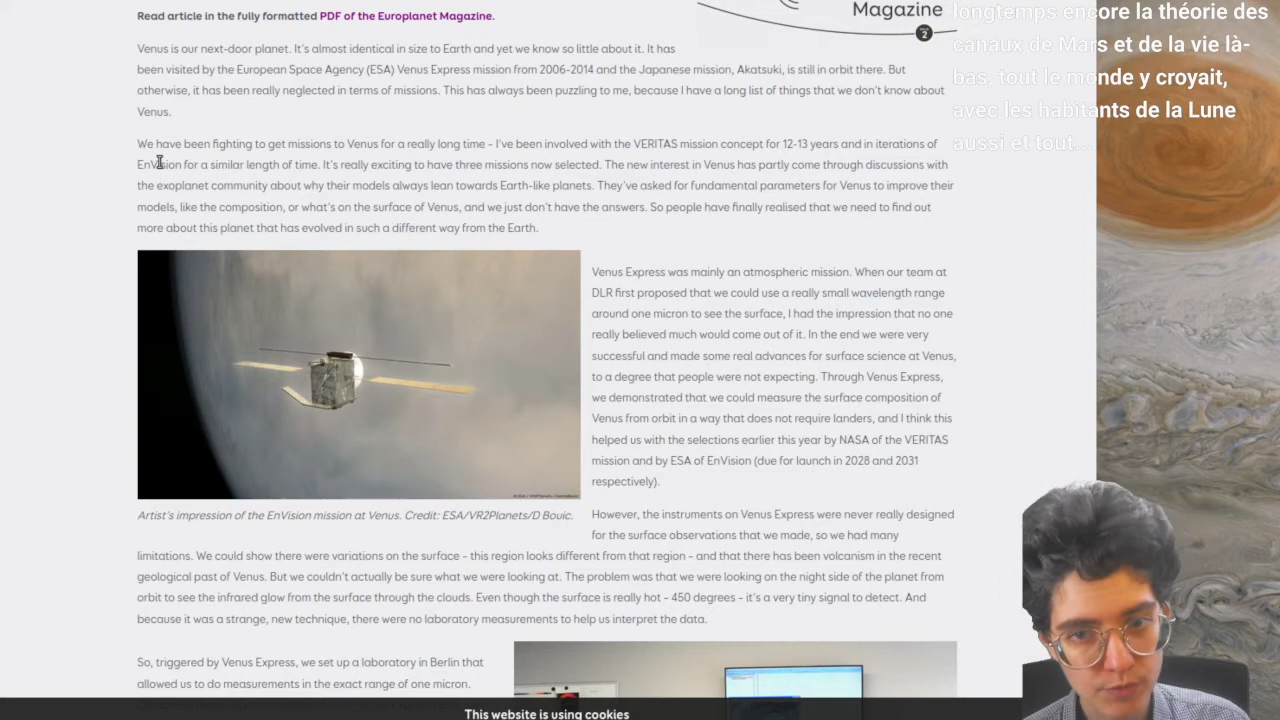 Read article in the fully formatted PDF of the Europlanet Magazine.
Magazine
2
Venus is our next-door planet. It's almost identical in size to Earth and yet we know so little about it. It has
been visited by the European Space Agency (ESA) Venus Express mission from 2006-2014 and the Japanese mission, Akatsuki, is still in orbit there. But
otherwise, it has been really neglected in terms of missions. This has always been puzzling to me, because I have a long list of things that we don't know about
Venus.
We have been fighting to get missions to Venus for a really long time – I've been involved with the VERITAS mission concept for 12-13 years and in iterations of
EnVision for a similar length of time. It's really exciting to have three missions now selected. The new interest in Venus has partly come through discussions with
the exoplanet community about why their models always lean towards Earth-like planets. They've asked for fundamental parameters for Venus to improve their
models, like the composition, or what's on the surface of Venus, and we just don't have the answers. So people have finally realised that we need to find out
more about this planet that has evolved in such a different way from the Earth.
Venus Express was mainly an atmospheric mission. When our team at
DLR first proposed that we could use a really small wavelength range
around one micron to see the surface, I had the impression that no one
really believed much would come out of it. In the end we were very
successful and made some real advances for surface science at Venus,
to a degree that people were not expecting. Through Venus Express,
we demonstrated that we could measure the surface composition of
Venus from orbit in a way that does not require landers, and I think this
helped us with the selections earlier this year by NASA of the VERITAS
mission and by ESA of EnVision (due for launch in 2028 and 2031
respectively).
© ESA / VR2Planets / DamiaBouic
Artist's impression of the EnVision mission at Venus. Credit: ESA/VR2Planets/D Bouic.
However, the instruments on Venus Express were never really designed
for the surface observations that we made, so we had many
limitations. We could show there were variations on the surface – this region looks different from that region – and that there has been volcanism in the recent
geological past of Venus. But we couldn't actually be sure what we were looking at. The problem was that we were looking on the night side of the planet from
orbit to see the infrared glow from the surface through the clouds. Even though the surface is really hot – 450 degrees – it's a very tiny signal to detect. And
because it was a strange, new technique, there were no laboratory measurements to help us interpret the data.
So, triggered by Venus Express, we set up a laboratory in Berlin that
allowed us to do measurements in the exact range of one micron.
This website is using cookies
longtemps encore la théorie des
canaux de Mars et de la vie là-
bas, tout le monde y croyait,
avec les habitants de la Lune
aussi et tout....